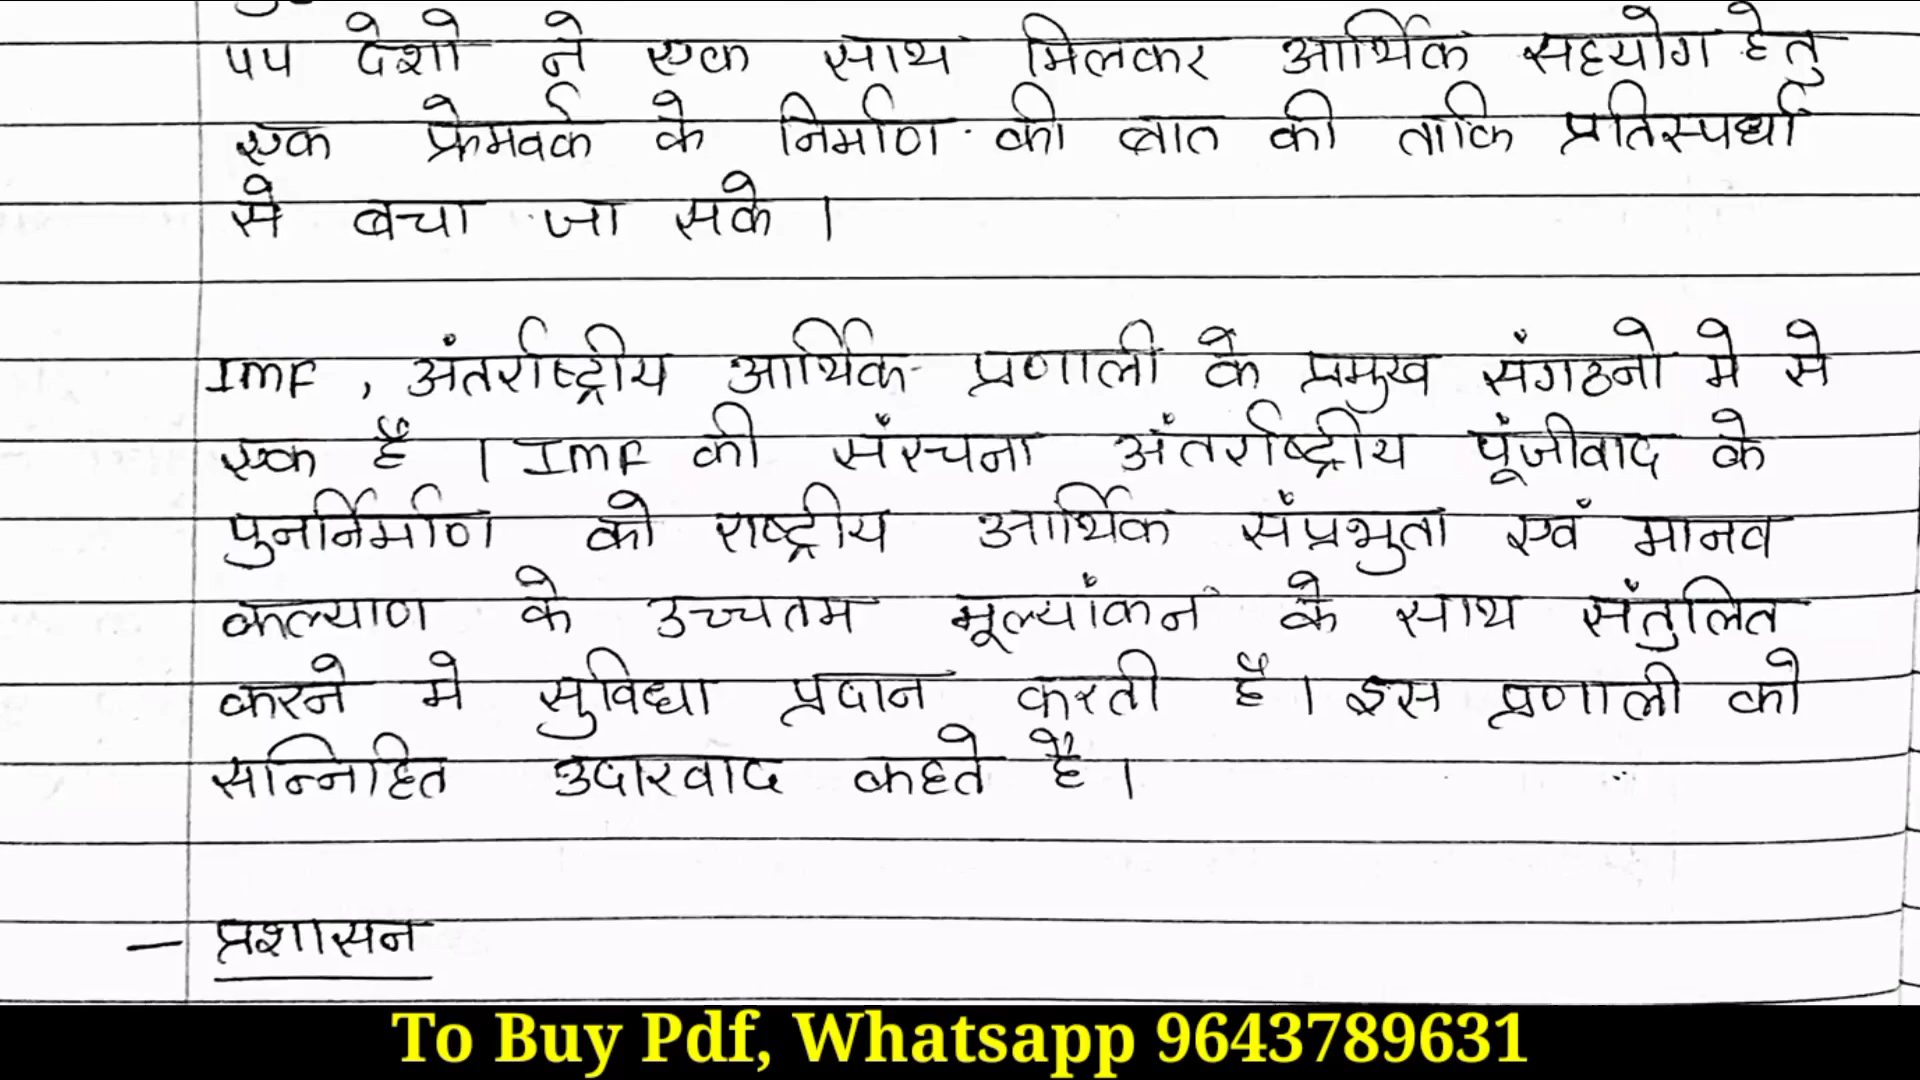 ५५ देशो ने एक साथ मिलकर आर्थिक सहयोग हेतु
एक फ्रेमवर्क के निर्माण की बात की ताकि प्रतिस्पर्धा
से बचा जा सके ।
IMF , अंतर्राष्ट्रीय आर्थिक प्रणाली के प्रमुख संगठनो मे से
एक है । IMF की संरचना अंतर्राष्ट्रीय पूंजीवाद के
पुनर्निर्माण को राष्ट्रीय आर्थिक संप्रभुता एवं मानव
कल्याण के उच्चतम मूल्यांकन के साथ संतुलित
करने मे सुविधा प्रदान करती है । इस प्रणाली को
सन्निहित उदारवाद कहते है ।
– प्रशासन
To Buy Pdf, Whatsapp 9643789631